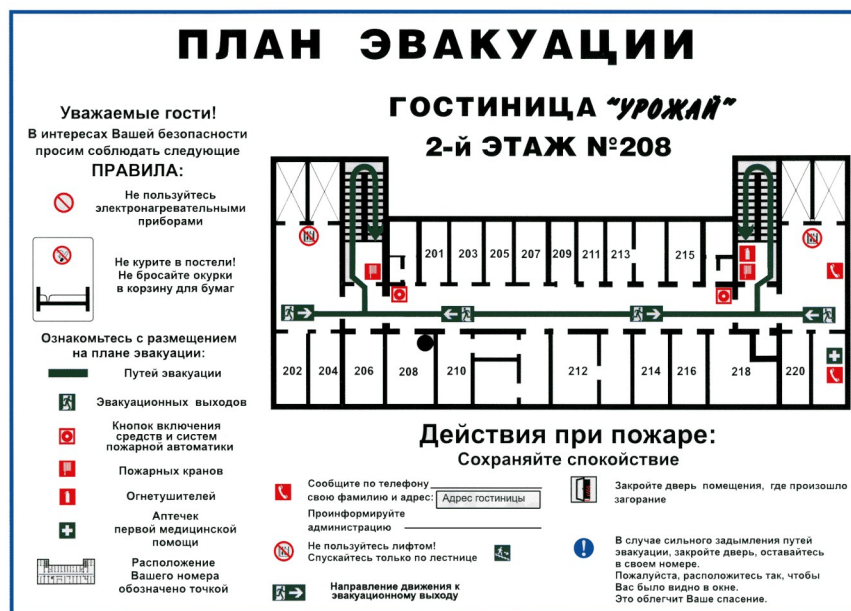 ПЛАН ЭВАКУАЦИИ
ГОСТИНИЦА "УРОЖАЙ"
2-й ЭТАЖ №208
Уважаемые гости!
В интересах Вашей безопасности
просим соблюдать следующие
ПРАВИЛА:
Не пользуйтесь
электронагревательными
приборами
Не курите в постели!
Не бросайте окурки
в корзину для бумаг
Ознакомьтесь с размещением
на плане эвакуации:
Путей эвакуации
Эвакуационных выходов
Кнопок включения
средств и систем
пожарной автоматики
Пожарных кранов
Огнетушителей
Аптечек
первой медицинской
помощи
Расположение
Вашего номера
обозначено точкой
201 203 205 207 209 211 213 215
202 204 206 208 210 212 214 216 218 220
Действия при пожаре:
Сохраняйте спокойствие
Сообщите по телефону
свою фамилию и адрес: Адрес гостиницы
Проинформируйте
администрацию
Не пользуйтесь лифтом!
Спускайтесь только по лестнице
Направление движения к
эвакуационному выходу
Закройте дверь помещения, где произошло
загорание
В случае сильного задымления путей
эвакуации, закройте дверь, оставайтесь
в своем номере.
Пожалуйста, расположитесь так, чтобы
Вас было видно в окне.
Это облегчит Ваше спасение.